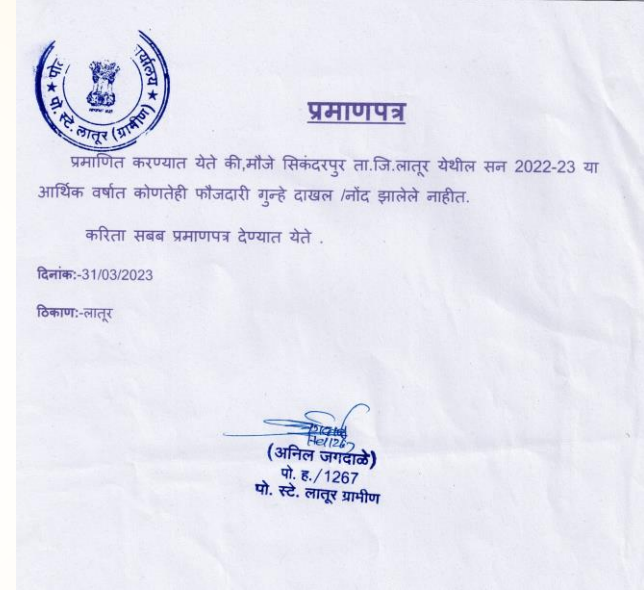 पो र्यालय
★ पो. स्टे. लातूर (ग्रामीण) ★
प्रमाणपत्र
प्रमाणित करण्यात येते की,मौजे सिकंदरपुर ता.जि.लातूर येथील सन 2022-23 या
आर्थिक वर्षात कोणतेही फौजदारी गुन्हे दाखल /नोंद झालेले नाहीत.
करिता सबब प्रमाणपत्र देण्यात येते .
दिनांक:-31/03/2023
ठिकाण:-लातूर
(अनिल जगदाळे)
पो. ह./1267
पो. स्टे. लातूर ग्रामीण